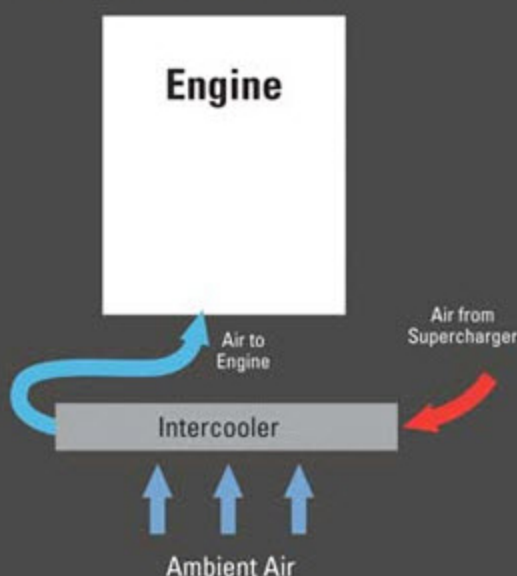 Engine
Air from
Supercharger
Air to
Engine
Intercooler
Ambient Air